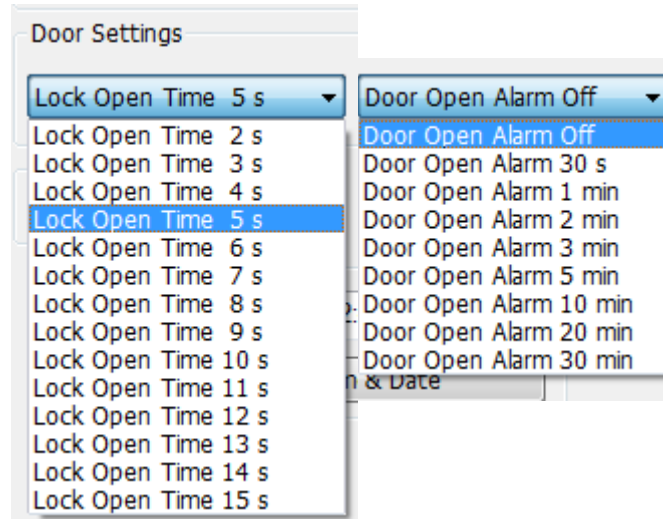 Door Settings
Lock Open Time 5 s
Lock Open Time 2 s
Lock Open Time 3 s
Lock Open Time 4 s
Lock Open Time 5 s
Lock Open Time 6 s
Lock Open Time 7 s
Lock Open Time 8 s
Lock Open Time 9 s
Lock Open Time 10 s
Lock Open Time 11 s
Lock Open Time 12 s
Lock Open Time 13 s
Lock Open Time 14 s
Lock Open Time 15 s
Door Open Alarm Off
Door Open Alarm Off
Door Open Alarm 30 s
Door Open Alarm 1 min
Door Open Alarm 2 min
Door Open Alarm 3 min
Door Open Alarm 5 min
Door Open Alarm 10 min
Door Open Alarm 20 min
Door Open Alarm 30 min
& Date